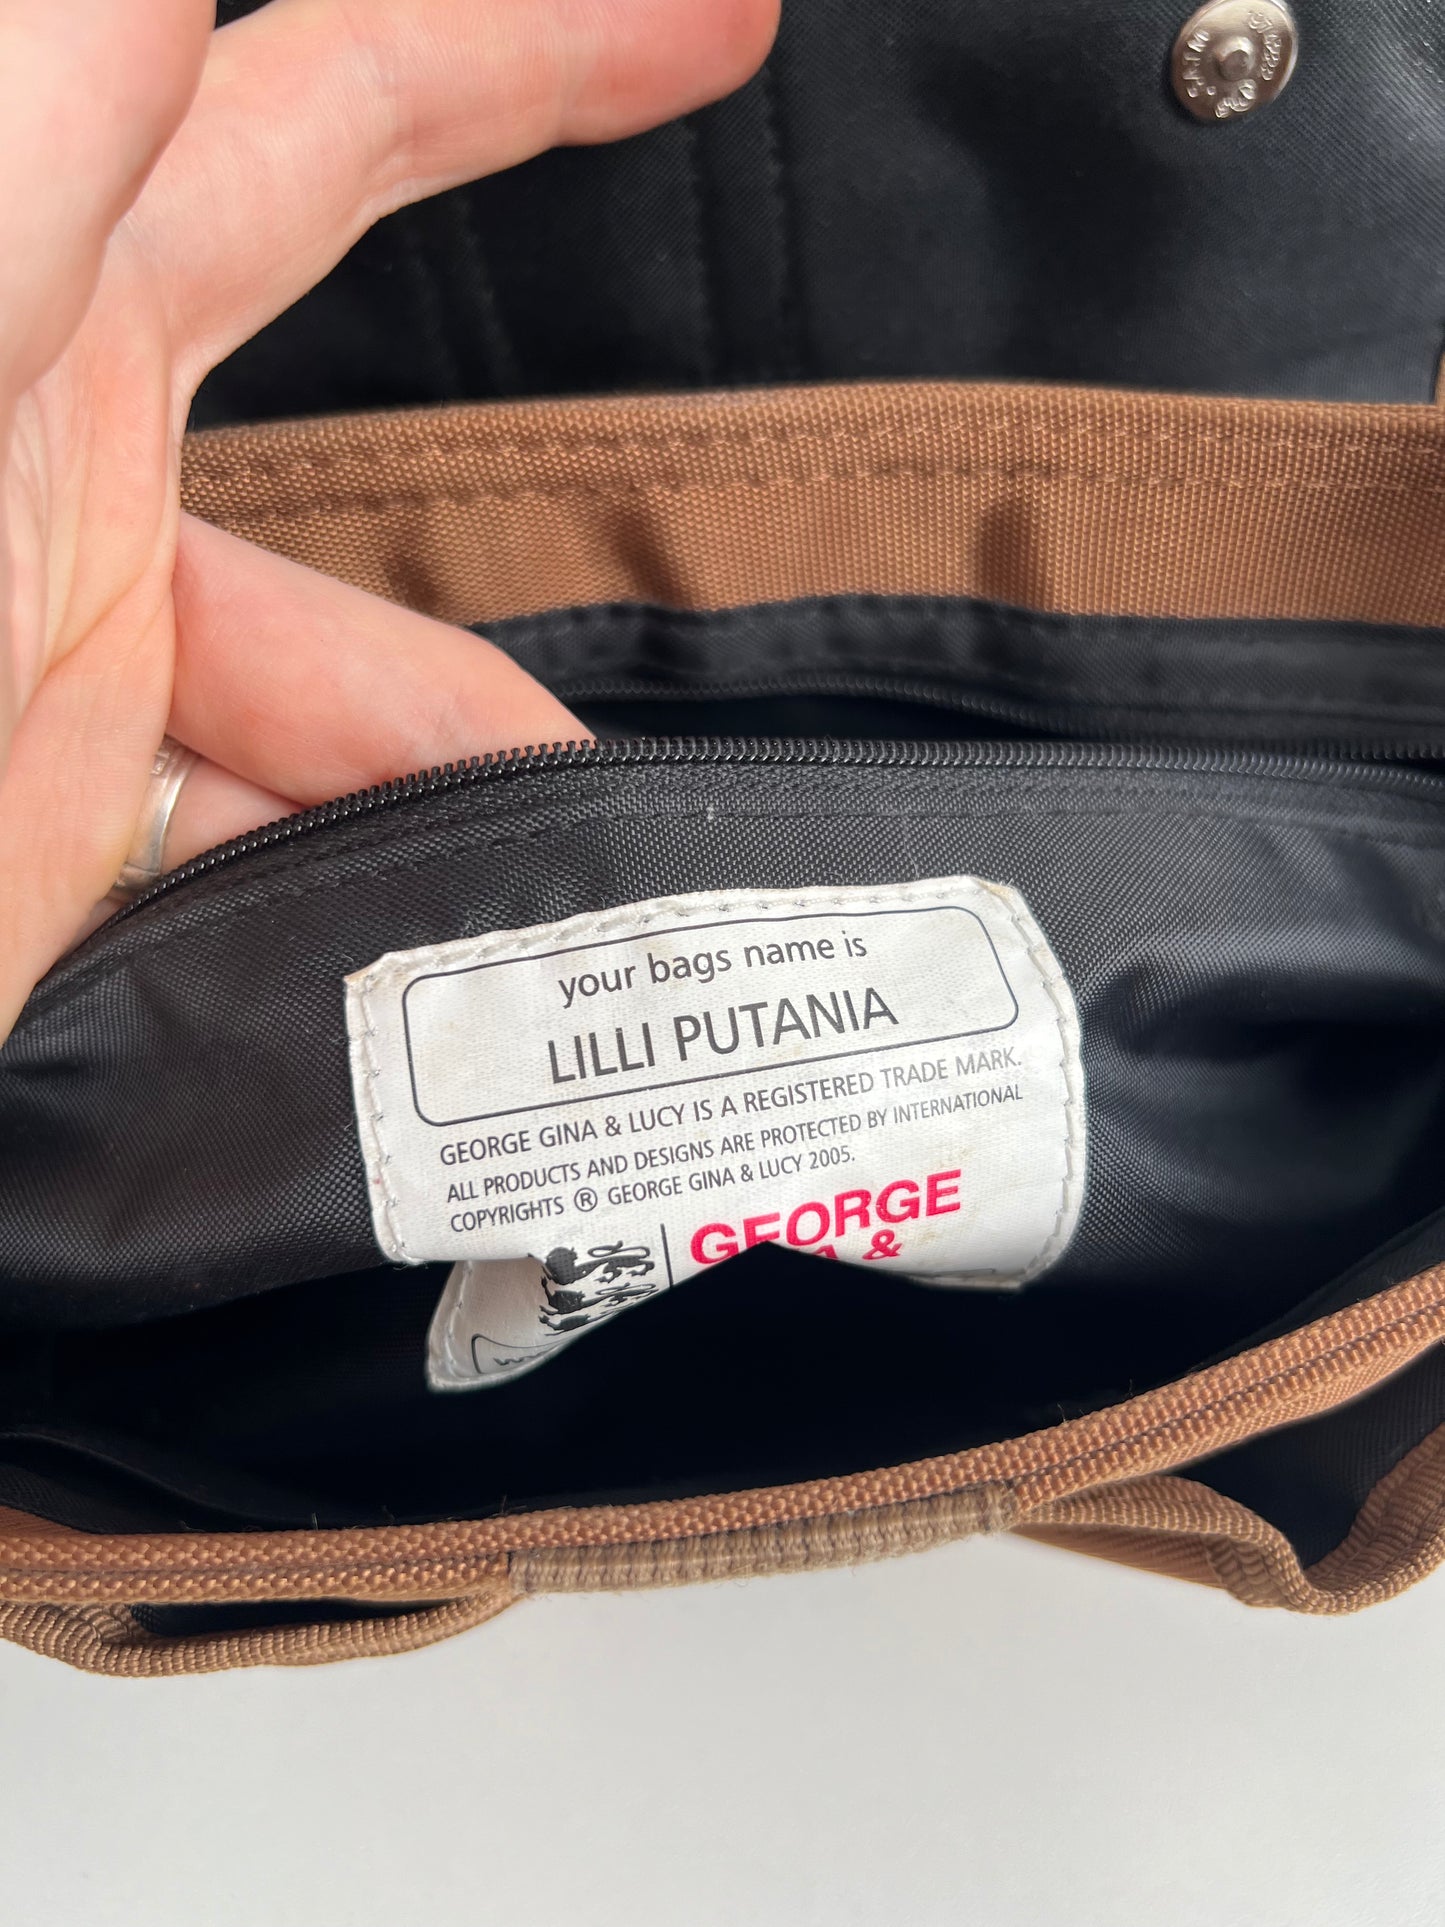 your bags name is
LILLI PUTANIA
GEORGE GINA & LUCY IS A REGISTERED TRADE MARK.
ALL PRODUCTS AND DESIGNS ARE PROTECTED BY INTERNATIONAL
COPYRIGHTS ® GEORGE GINA & LUCY 2005.
GEORGE
&